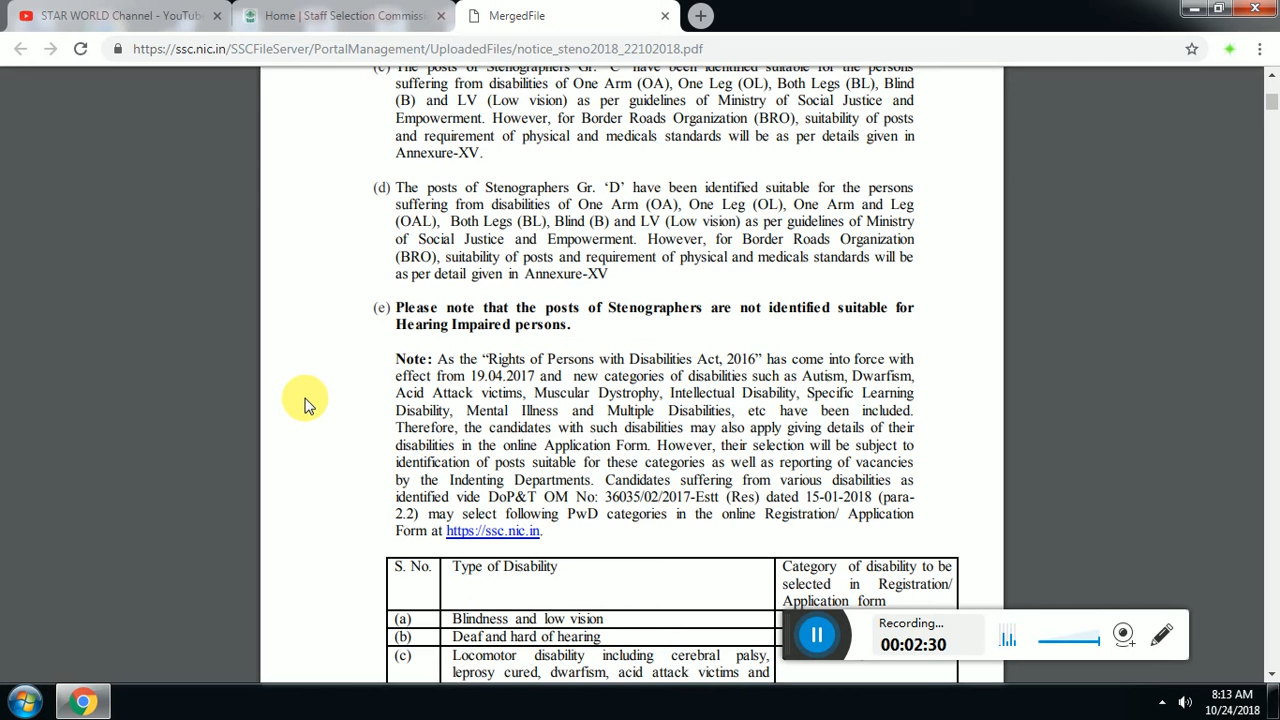 STAR WORLD Channel - YouTube
Home | Staff Selection Commissi
MergedFile
https://ssc.nic.in/SSCFileServer/PortalManagement/UploadedFiles/notice_steno2018_22102018.pdf
(c) The posts of Stenographers Gr. 'C' have been identified suitable for the persons
suffering from disabilities of One Arm (OA), One Leg (OL), Both Legs (BL), Blind
(B) and LV (Low vision) as per guidelines of Ministry of Social Justice and
Empowerment. However, for Border Roads Organization (BRO), suitability of posts
and requirement of physical and medicals standards will be as per details given in
Annexure-XV.
(d) The posts of Stenographers Gr. ‘D’ have been identified suitable for the persons
suffering from disabilities of One Arm (OA), One Leg (OL), One Arm and Leg
(OAL), Both Legs (BL), Blind (B) and LV (Low vision) as per guidelines of Ministry
of Social Justice and Empowerment. However, for Border Roads Organization
(BRO), suitability of posts and requirement of physical and medicals standards will be
as per detail given in Annexure-XV
(e) Please note that the posts of Stenographers are not identified suitable for
Hearing Impaired persons.
Note: As the “Rights of Persons with Disabilities Act, 2016” has come into force with
effect from 19.04.2017 and new categories of disabilities such as Autism, Dwarfism,
Acid Attack victims, Muscular Dystrophy, Intellectual Disability, Specific Learning
Disability, Mental Illness and Multiple Disabilities, etc have been included.
Therefore, the candidates with such disabilities may also apply giving details of their
disabilities in the online Application Form. However, their selection will be subject to
identification of posts suitable for these categories as well as reporting of vacancies
by the Indenting Departments. Candidates suffering from various disabilities as
identified vide DoP&T OM No: 36035/02/2017-Estt (Res) dated 15-01-2018 (para-
2.2) may select following PwD categories in the online Registration/ Application
Form at https://ssc.nic.in.
S. No.
Type of Disability
Category of disability to be
selected in Registration/
Application form
(a) Blindness and low vision
(b) Deaf and hard of hearing
(c) Locomotor disability including cerebral palsy,
leprosy cured, dwarfism, acid attack victims and
Recording...
00:02:30
8:13 AM
10/24/2018